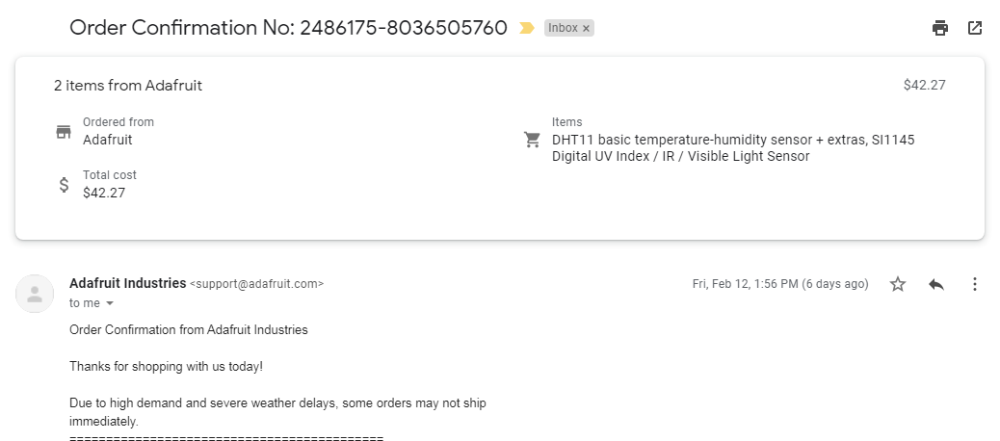 Order Confirmation No: 2486175-8036505760 Inbox ×
2 items from Adafruit $42.27
Ordered from
Adafruit
Items
DHT11 basic temperature-humidity sensor + extras, SI1145
Digital UV Index / IR / Visible Light Sensor
Total cost
$42.27
Adafruit Industries <support@adafruit.com> Fri, Feb 12, 1:56 PM (6 days ago)
to me
Order Confirmation from Adafruit Industries
Thanks for shopping with us today!
Due to high demand and severe weather delays, some orders may not ship
immediately.
===========================================